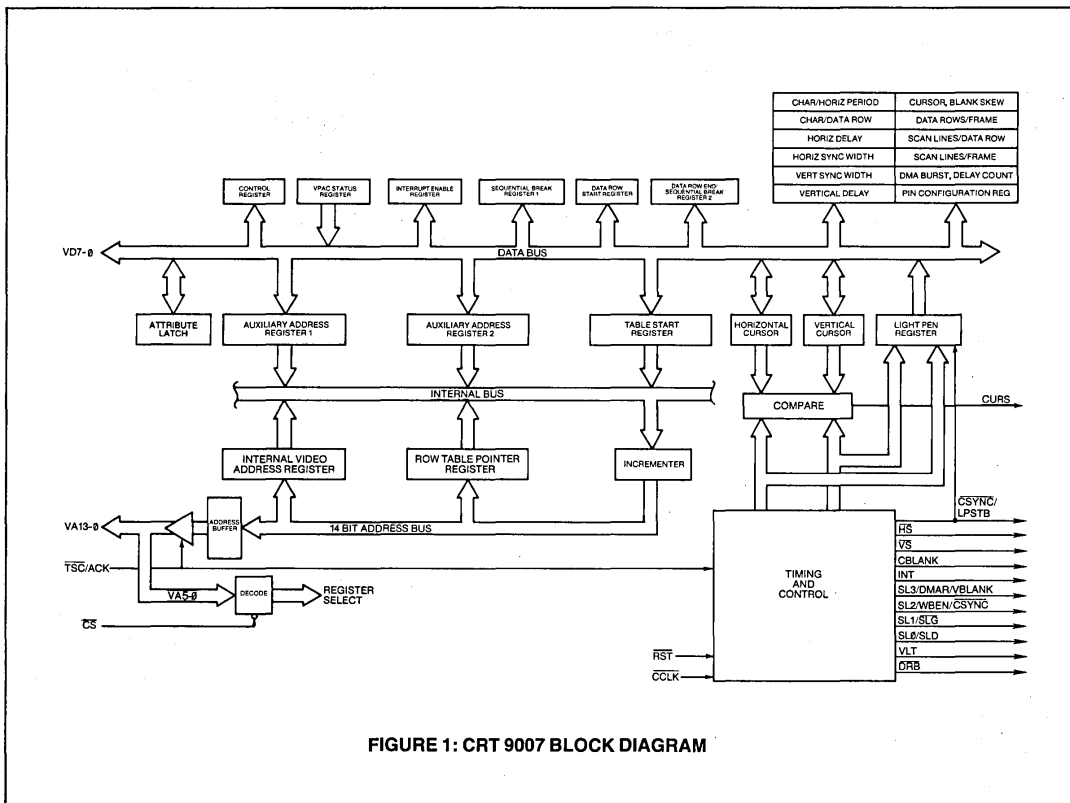 CHAR/HORIZ PERIOD
CURSOR, BLANK SKEW
CHAR/DATA ROW
DATA ROWS/FRAME
HORIZ DELAY
SCAN LINES/DATA ROW
HORIZ SYNC WIDTH
SCAN LINES/FRAME
VERT SYNC WIDTH
DMA BURST, DELAY COUNT
VERTICAL DELAY
PIN CONFIGURATION REG
CONTROL
REGISTER
VPAC STATUS
REGISTER
INTERRUPT ENABLE
REGISTER
SEQUENTIAL BREAK
REGISTER 1
DATA ROW
START REGISTER
DATA ROW END/
SEQUENTIAL BREAK
REGISTER 2
VD7-0
DATA BUS
ATTRIBUTE
LATCH
AUXILIARY ADDRESS
REGISTER 1
AUXILIARY ADDRESS
REGISTER 2
TABLE START
REGISTER
HORIZONTAL
CURSOR
VERTICAL
CURSOR
LIGHT PEN
REGISTER
INTERNAL BUS
COMPARE
CURS
INTERNAL VIDEO
ADDRESS REGISTER
ROW TABLE POINTER
REGISTER
INCREMENTER
VA13-0
ADDRESS
BUFFER
14 BIT ADDRESS BUS
TSC/ACK
VA5-0
DECODE
REGISTER
SELECT
CS
TIMING
AND
CONTROL
RST
CCLK
CSYNC/
LPSTB
HS
VS
CBLANK
INT
SL3/DMAR/VBLANK
SL2/WBEN/CSYNC
SL1/SLG
SL0/SLD
VLT
DRB
FIGURE 1: CRT 9007 BLOCK DIAGRAM